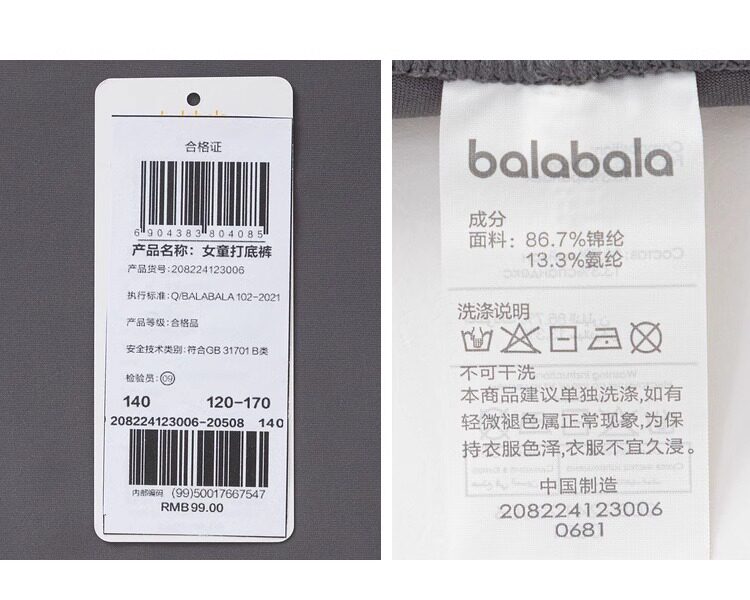 合格证
6904383804085
产品名称：女童打底裤
产品货号：208224123006
执行标准：Q/BALABALA 102-2021
产品等级：合格品
安全技术类别：符合GB 31701 B类
检验员：09
140 120-170
208224123006-20508 140
内部编码 (99)50017667547
RMB99.00
balabala
成分
面料：86.7%锦纶
13.3%氨纶
洗涤说明
不可干洗
本商品建议单独洗涤,如有
轻微褪色属正常现象,为保
持衣服色泽,衣服不宜久浸。
中国制造
208224123006
0681